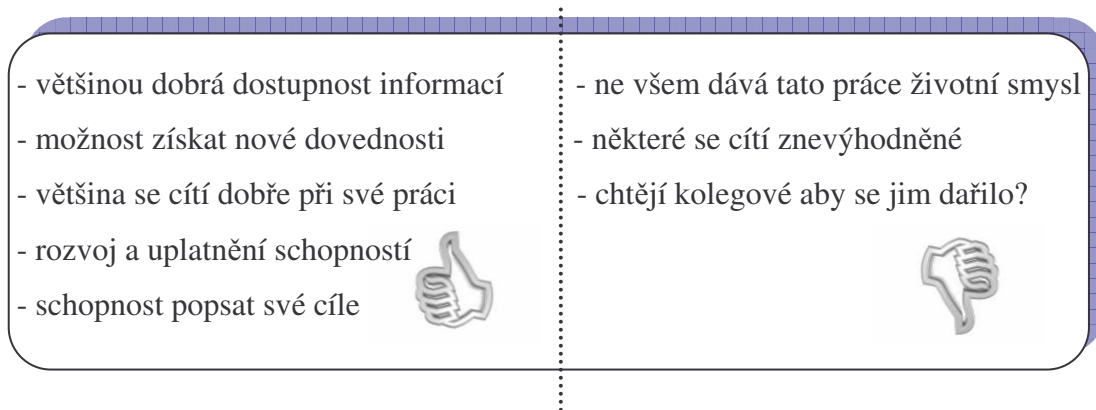 - většinou dobrá dostupnost informací
- možnost získat nové dovednosti
- většina se cítí dobře při své práci
- rozvoj a uplatnění schopností
- schopnost popsat své cíle
- ne všem dává tato práce životní smysl
- některé se cítí znevýhodněné
- chtějí kolegové aby se jim dařilo?